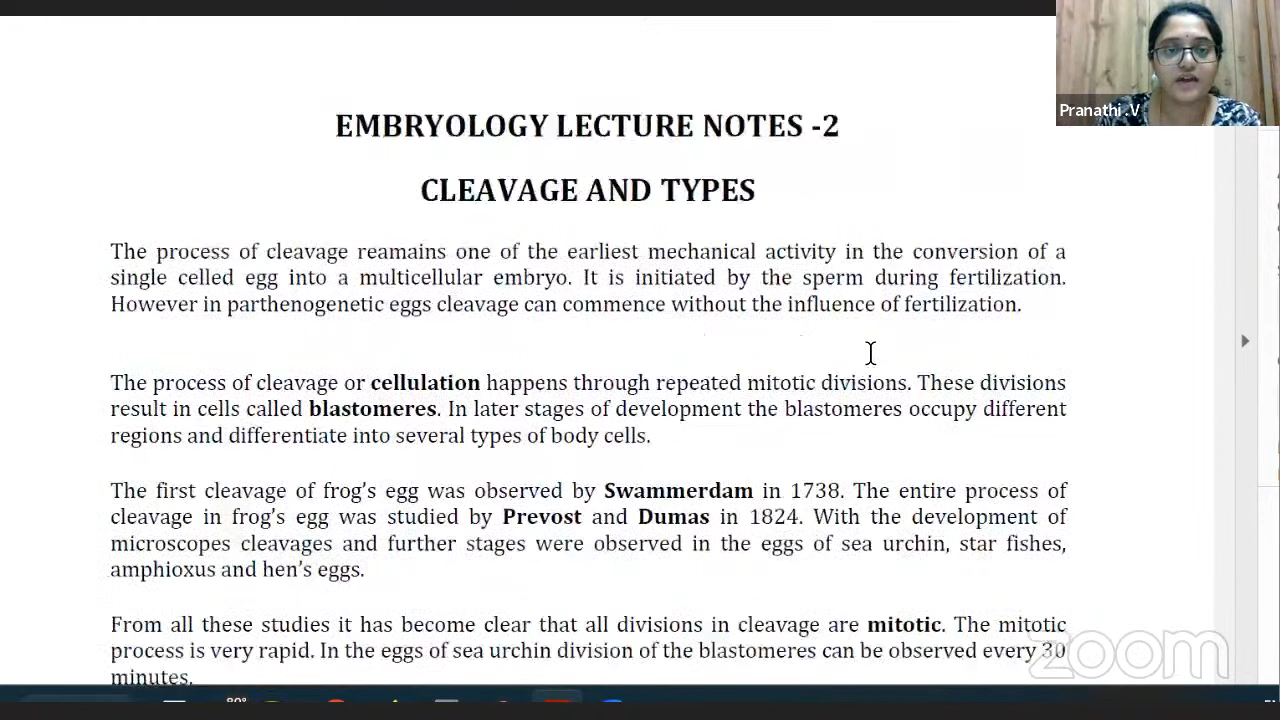 Pranathi .V
EMBRYOLOGY LECTURE NOTES -2
CLEAVAGE AND TYPES
The process of cleavage reamains one of the earliest mechanical activity in the conversion of a
single celled egg into a multicellular embryo. It is initiated by the sperm during fertilization.
However in parthenogenetic eggs cleavage can commence without the influence of fertilization.
The process of cleavage or cellulation happens through repeated mitotic divisions. These divisions
result in cells called blastomeres. In later stages of development the blastomeres occupy different
regions and differentiate into several types of body cells.
The first cleavage of frog's egg was observed by Swammerdam in 1738. The entire process of
cleavage in frog's egg was studied by Prevost and Dumas in 1824. With the development of
microscopes cleavages and further stages were observed in the eggs of sea urchin, star fishes,
amphioxus and hen's eggs.
From all these studies it has become clear that all divisions in cleavage are mitotic. The mitotic
process is very rapid. In the eggs of sea urchin division of the blastomeres can be observed every 30
minutes.
zoom
80°